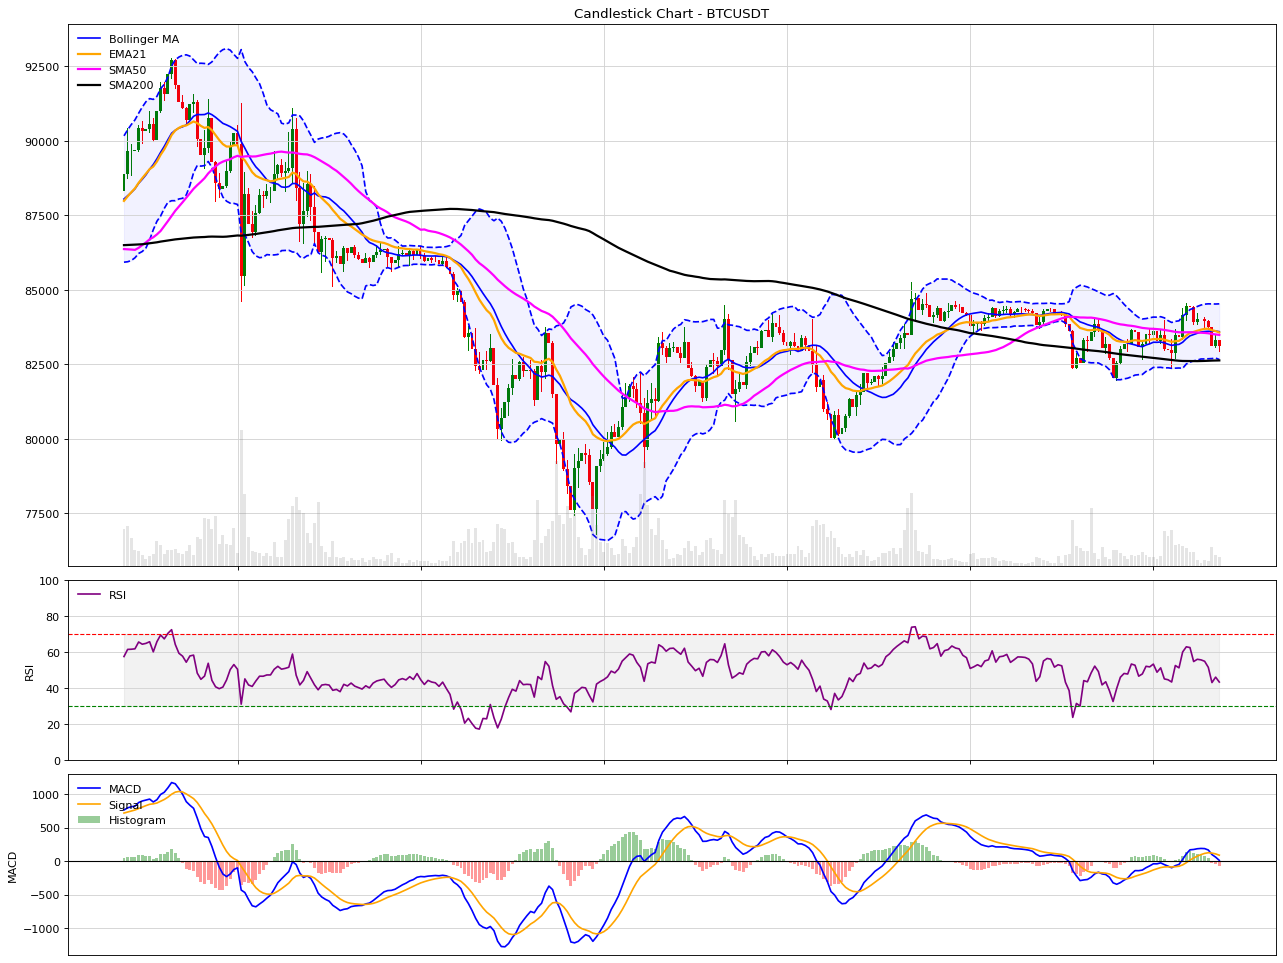 Candlestick Chart - BTCUSDT
Bollinger MA
EMA21
SMA50
SMA200
92500
90000
87500
85000
82500
80000
77500
RSI
RSI
100
80
60
40
20
0
MACD
Signal
Histogram
MACD
1000
500
0
−500
−1000